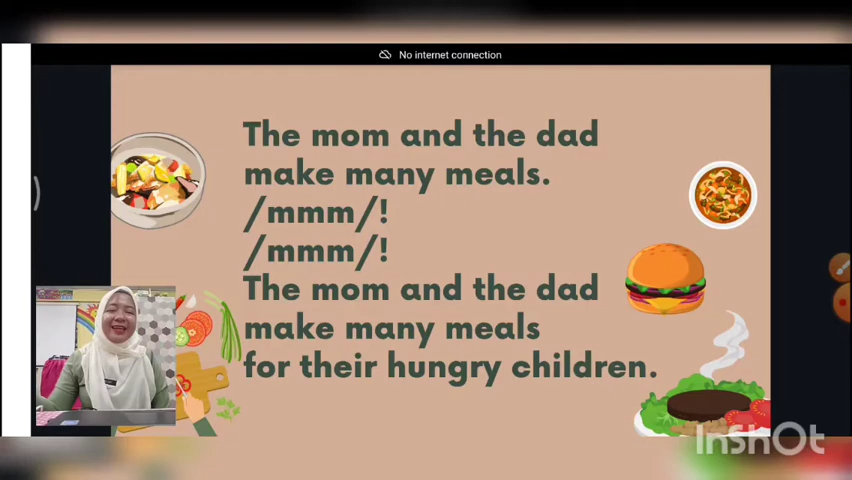 No internet connection
The mom and the dad
make many meals.
/mmm/!
/mmm/!
The mom and the dad
make many meals
for their hungry children.
InShOt